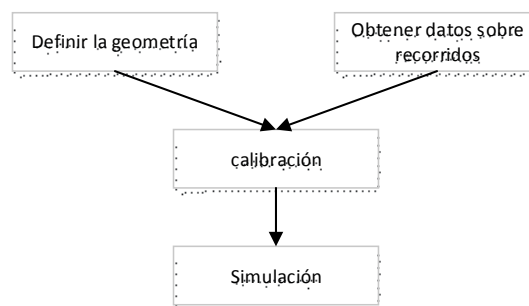 Definir la geometría
Obtener datos sobre
recorridos
calibración
Simulación